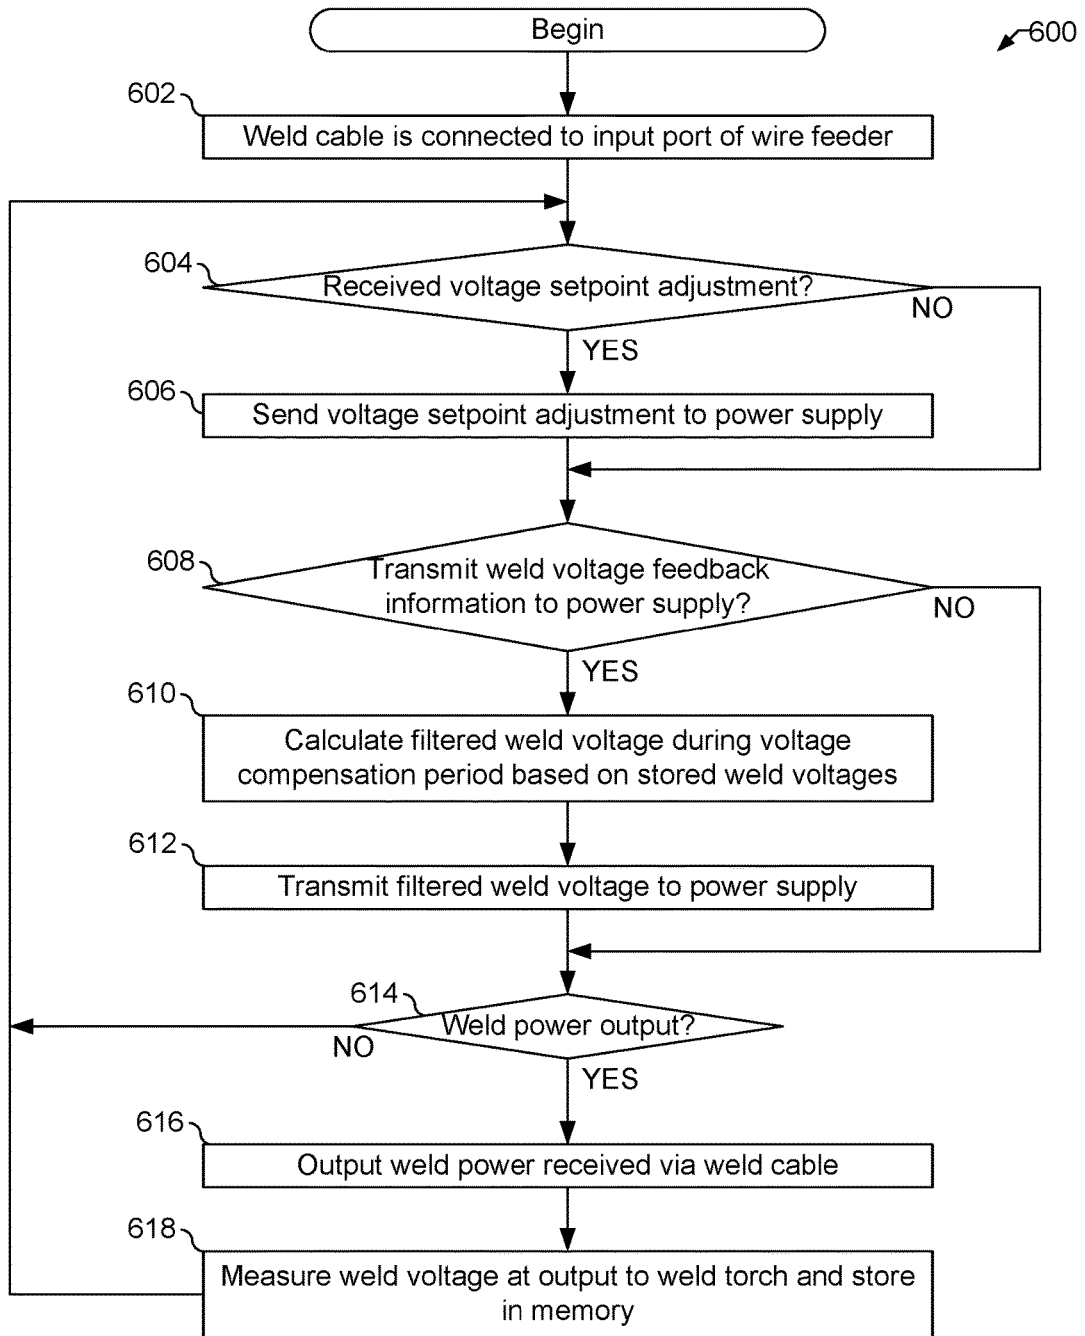 Begin
600
602
Weld cable is connected to input port of wire feeder
604
Received voltage setpoint adjustment?
NO
YES
606
Send voltage setpoint adjustment to power supply
608
Transmit weld voltage feedback
information to power supply?
NO
YES
610
Calculate filtered weld voltage during voltage
compensation period based on stored weld voltages
612
Transmit filtered weld voltage to power supply
614
Weld power output?
NO
YES
616
Output weld power received via weld cable
618
Measure weld voltage at output to weld torch and store
in memory